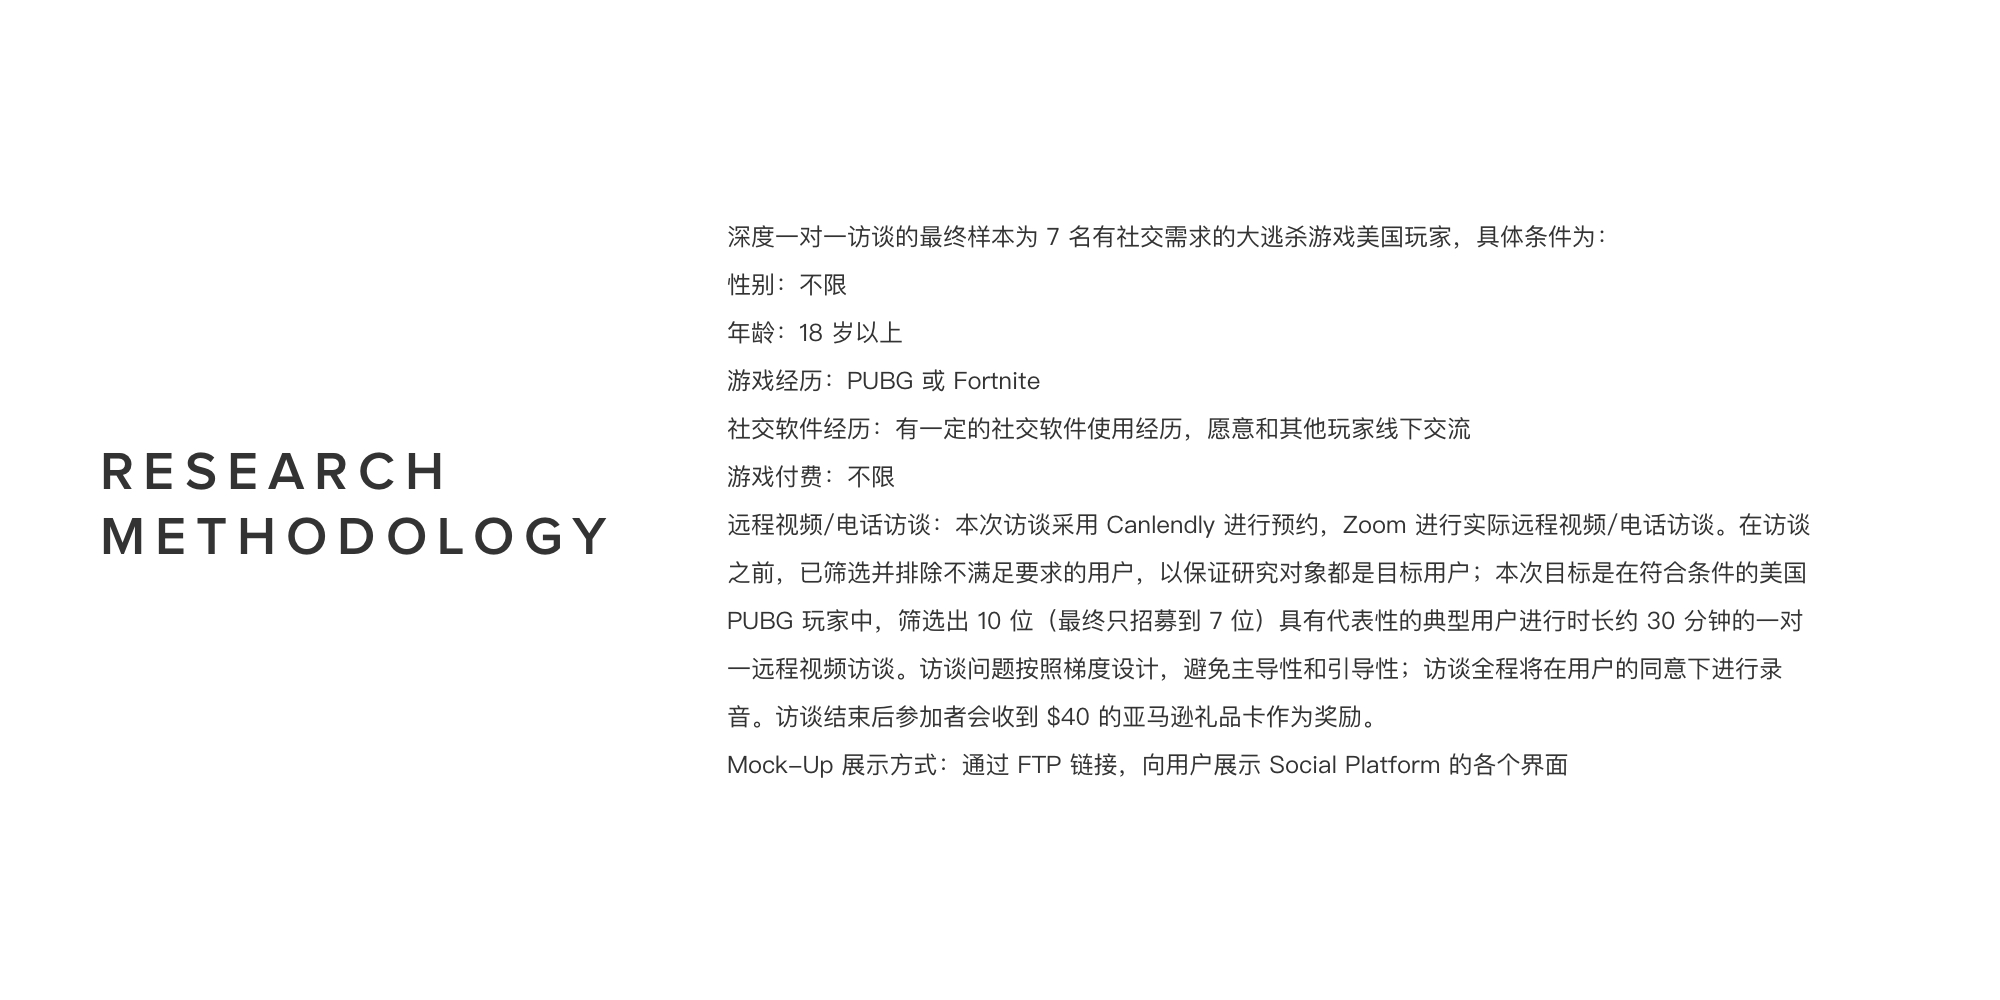 RESEARCH
METHODOLOGY
深度一对一访谈的最终样本为 7 名有社交需求的大逃杀游戏美国玩家，具体条件为：
性别：不限
年龄：18 岁以上
游戏经历：PUBG 或 Fortnite
社交软件经历：有一定的社交软件使用经历，愿意和其他玩家线下交流
游戏付费：不限
远程视频/电话访谈：本次访谈采用 Canlendly 进行预约，Zoom 进行实际远程视频/电话访谈。在访谈
之前，已筛选并排除不满足要求的用户，以保证研究对象都是目标用户；本次目标是在符合条件的美国
PUBG 玩家中，筛选出 10 位（最终只招募到 7 位）具有代表性的典型用户进行时长约 30 分钟的一对
一远程视频访谈。访谈问题按照梯度设计，避免主导性和引导性；访谈全程将在用户的同意下进行录
音。访谈结束后参加者会收到 $40 的亚马逊礼品卡作为奖励。
Mock-Up 展示方式：通过 FTP 链接，向用户展示 Social Platform 的各个界面